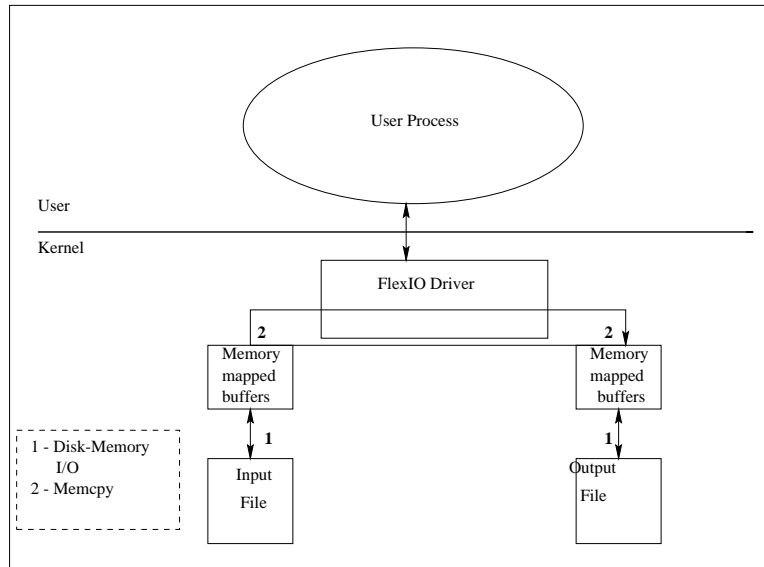 User Process
User
Kernel
FlexIO Driver
2
2
Memory
mapped
buffers
Memory
mapped
buffers
1
1
1 - Disk-Memory
I/O
2 - Memcpy
Input
File
Output
File